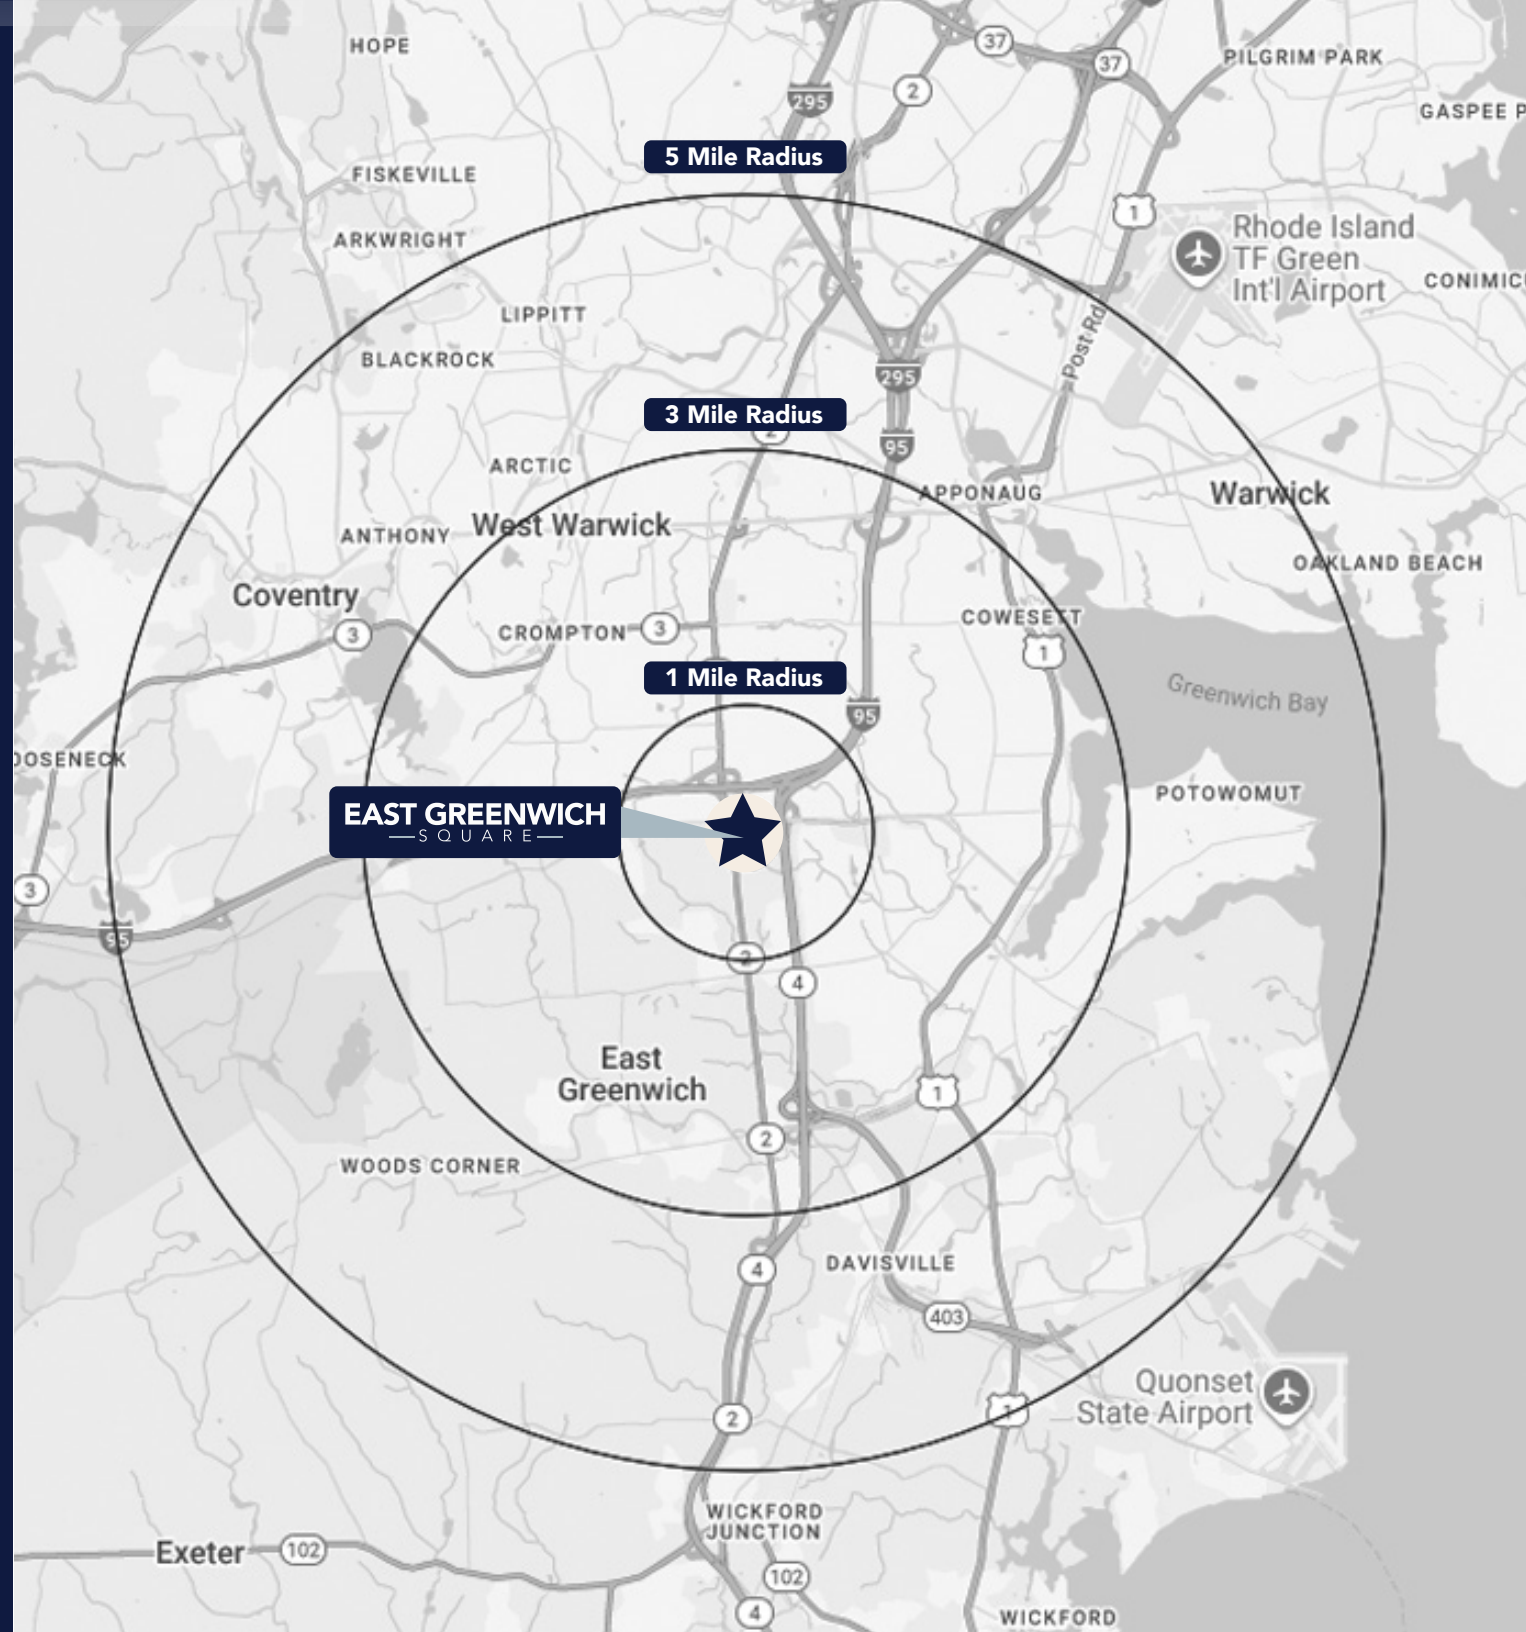 HOPE
37
37
PILGRIM PARK
295
2
GASPEE P
5 Mile Radius
FISKEVILLE
1
ARKWRIGHT
Rhode Island
TF Green
Int'l Airport
CONIMIC
LIPPITT
Post Rd
BLACKROCK
295
3 Mile Radius
2
95
ARCTIC
APPONAUG
Warwick
West Warwick
ANTHONY
OAKLAND BEACH
Coventry
COWESETT
CROMPTON
3
3
1
1 Mile Radius
Greenwich Bay
95
OOSENECK
POTOWOMUT
EAST GREENWICH
SQUARE
3
95
2
4
East
Greenwich
1
2
WOODS CORNER
DAVISVILLE
4
403
Quonset
State Airport
1
2
WICKFORD
JUNCTION
Exeter
102
102
4
WICKFORD